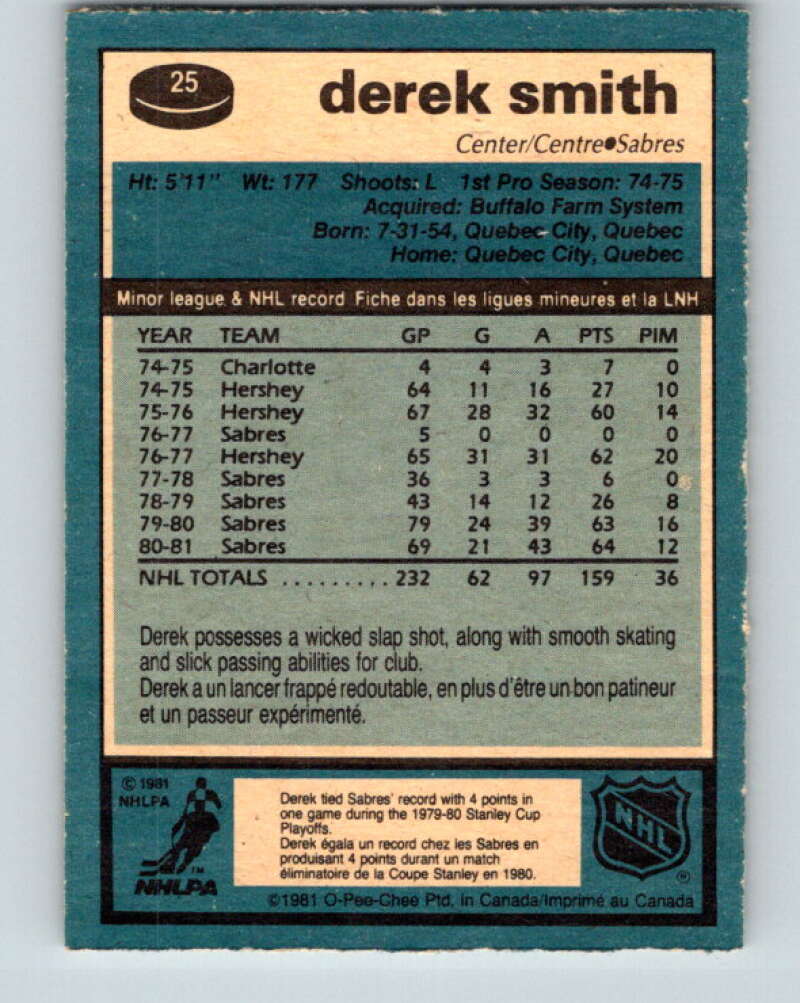 25
derek smith
Center/Centre●Sabres
Ht: 5'11" Wt: 177 Shoots: L 1st Pro Season: 74-75
Acquired: Buffalo Farm System
Born: 7-31-54, Quebec City, Quebec
Home: Quebec City, Quebec
Minor league & NHL record Fiche dans les ligues mineures et la LNH
YEAR TEAM GP G A PTS PIM
74-75 Charlotte 4 4 3 7 0
74-75 Hershey 64 11 16 27 10
75-76 Hershey 67 28 32 60 14
76-77 Sabres 5 0 0 0 0
76-77 Hershey 65 31 31 62 20
77-78 Sabres 36 3 3 6 0
78-79 Sabres 43 14 12 26 8
79-80 Sabres 79 24 39 63 16
80-81 Sabres 69 21 43 64 12
NHL TOTALS .......... 232 62 97 159 36
Derek possesses a wicked slap shot, along with smooth skating
and slick passing abilities for club.
Derek a un lancer frappé redoutable, en plus d'être un bon patineur
et un passeur expérimenté.
© 1981
NHLPA
TM
NHLPA
Derek tied Sabres' record with 4 points in
one game during the 1979-80 Stanley Cup
Playoffs.
Derek égala un record chez les Sabres en
produisant 4 points durant un match
éliminatoire de la Coupe Stanley en 1980.
NHL
®
©1981 O-Pee-Chee Ptd. in Canada/Imprimé au Canada